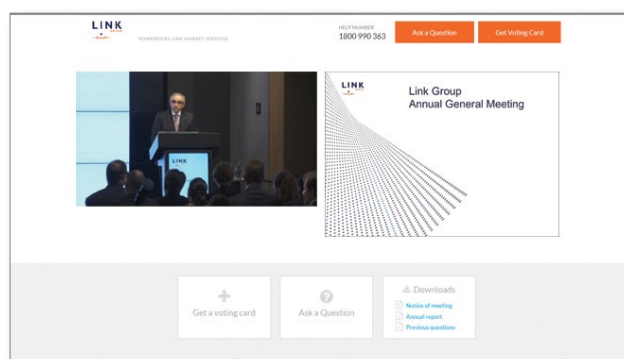 LINK
GROUP
POWERED BY LINK MARKET SERVICES
HELP NUMBER
1800 990 363
Ask a Question
Get Voting Card
LINK
LINK
Link Group
Annual General Meeting
Get a voting card
Ask a Question
Downloads
Notice of meeting
Annual report
Previous questions